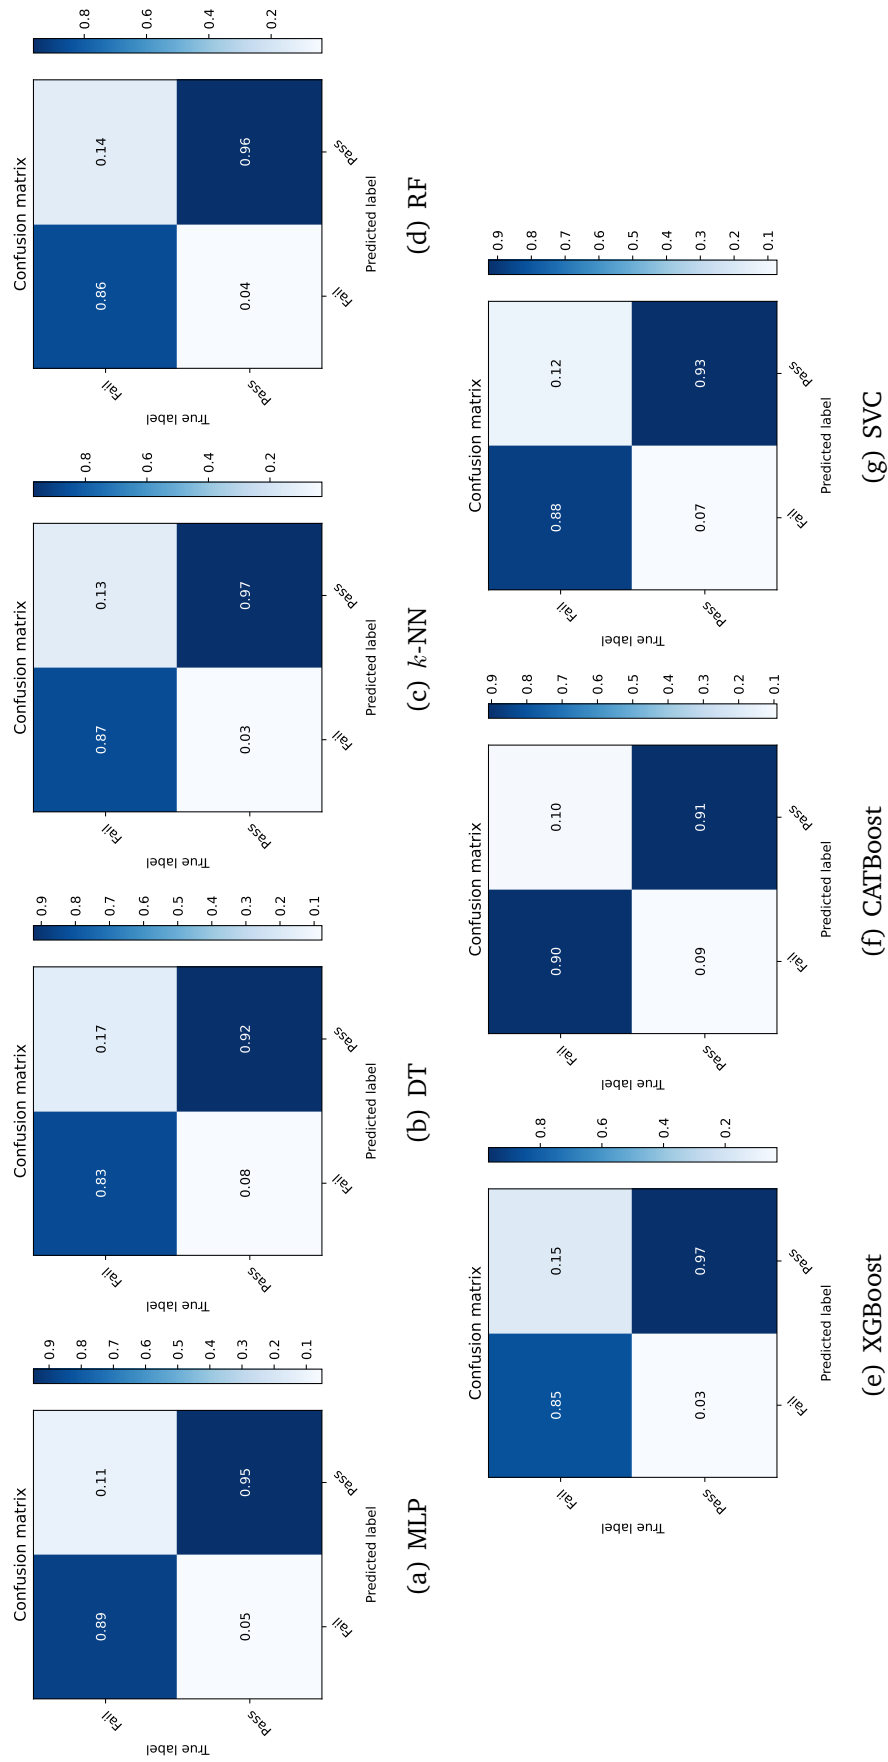 Confusion matrix
True label
Fail
0.89
0.11
Pass
0.05
0.95
Fail
Pass
Predicted label
0.9
0.8
0.7
0.6
0.5
0.4
0.3
0.2
0.1
(a) MLP
Confusion matrix
True label
Fail
0.83
0.17
Pass
0.08
0.92
Fail
Pass
Predicted label
0.9
0.8
0.7
0.6
0.5
0.4
0.3
0.2
0.1
(b) DT
Confusion matrix
True label
Fail
0.87
0.13
Pass
0.03
0.97
Fail
Pass
Predicted label
0.8
0.6
0.4
0.2
(c) k-NN
Confusion matrix
True label
Fail
0.86
0.14
Pass
0.04
0.96
Fail
Pass
Predicted label
0.8
0.6
0.4
0.2
(d) RF
Confusion matrix
True label
Fail
0.85
0.15
Pass
0.03
0.97
Fail
Pass
Predicted label
0.8
0.6
0.4
0.2
(e) XGBoost
Confusion matrix
True label
Fail
0.90
0.10
Pass
0.09
0.91
Fail
Pass
Predicted label
0.9
0.8
0.7
0.6
0.5
0.4
0.3
0.2
0.1
(f) CATBoost
Confusion matrix
True label
Fail
0.88
0.12
Pass
0.07
0.93
Fail
Pass
Predicted label
0.9
0.8
0.7
0.6
0.5
0.4
0.3
0.2
0.1
(g) SVC